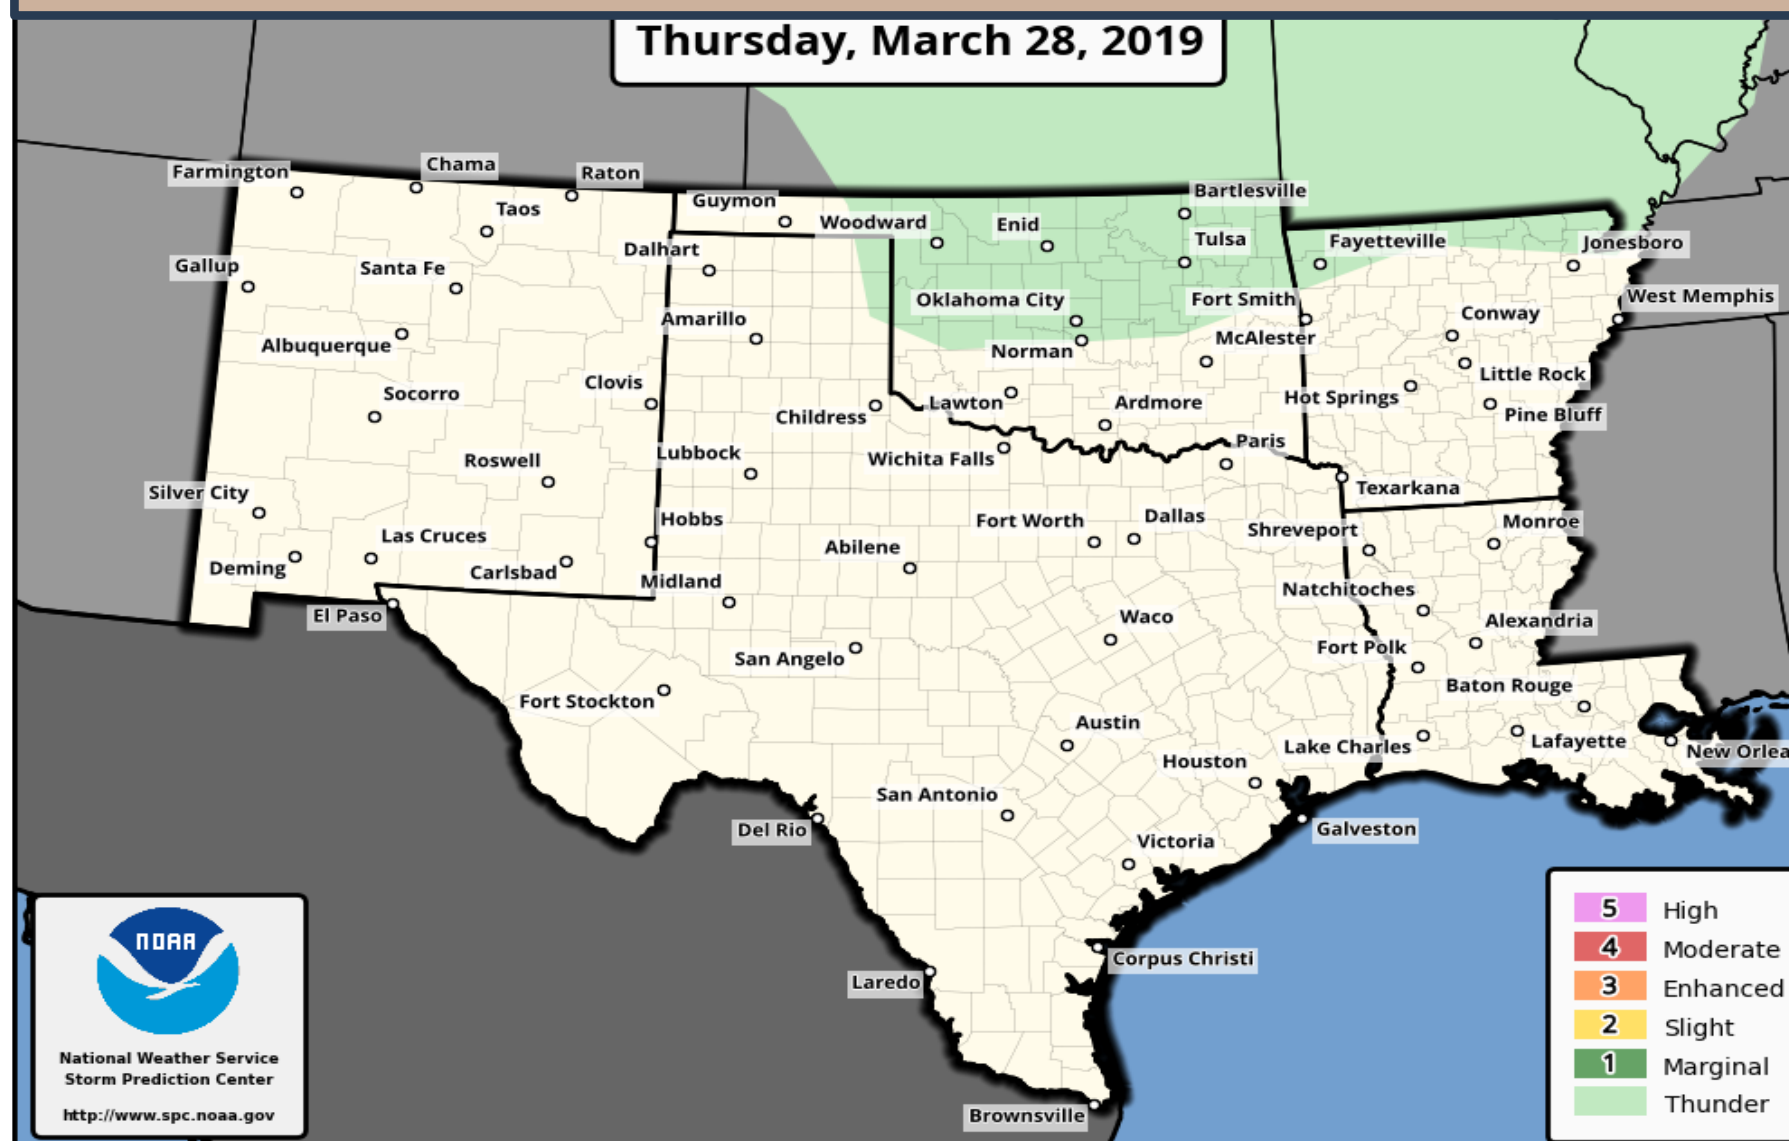 Thursday, March 28, 2019
Farmington
Chama
Raton
Taos
Guymon
Woodward
Enid
Bartlesville
Tulsa
Fayetteville
Jonesboro
Gallup
Santa Fe
Dalhart
Oklahoma City
Fort Smith
West Memphis
Albuquerque
Amarillo
Norman
McAlester
Conway
Little Rock
Socorro
Clovis
Childress
Lawton
Ardmore
Hot Springs
Pine Bluff
Roswell
Lubbock
Wichita Falls
Paris
Texarkana
Silver City
Las Cruces
Hobbs
Abilene
Fort Worth
Dallas
Shreveport
Monroe
Deming
Carlsbad
Midland
Natchitoches
El Paso
Waco
Alexandria
San Angelo
Fort Polk
Fort Stockton
Baton Rouge
Austin
Lake Charles
Lafayette
New Orlea
Houston
San Antonio
Del Rio
Galveston
Victoria
Corpus Christi
Laredo
Brownsville
NOAA
National Weather Service
Storm Prediction Center
http://www.spc.noaa.gov
5 High
4 Moderate
3 Enhanced
2 Slight
1 Marginal
Thunder